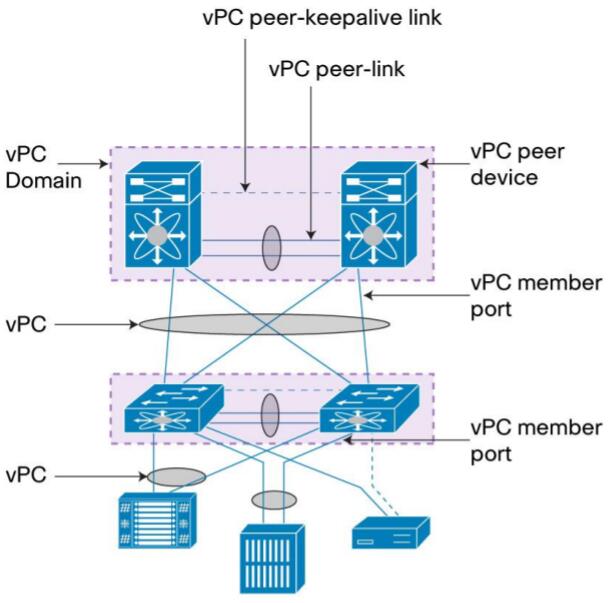 vPC peer-keepalive link
vPC peer-link
vPC
Domain
vPC peer
device
vPC member
port
vPC
vPC member
port
vPC